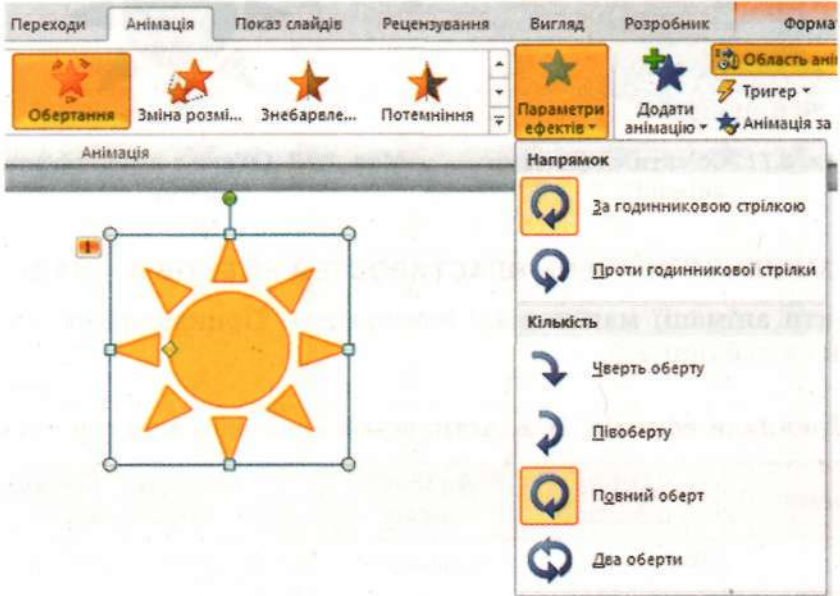 Переходи Анімація Показ слайдів Рецензування Вигляд Розробник Форма
Обертання Зміна розмі... Знебарвле... Потемніння
Параметри ефектів
Додати анімацію
Область ані
Тригер
Анімація за
Анімація
Напрямок
За годинниковою стрілкою
Проти годинникової стрілки
Кількість
Чверть оберту
Півоберту
Повний оберт
Два оберти
1